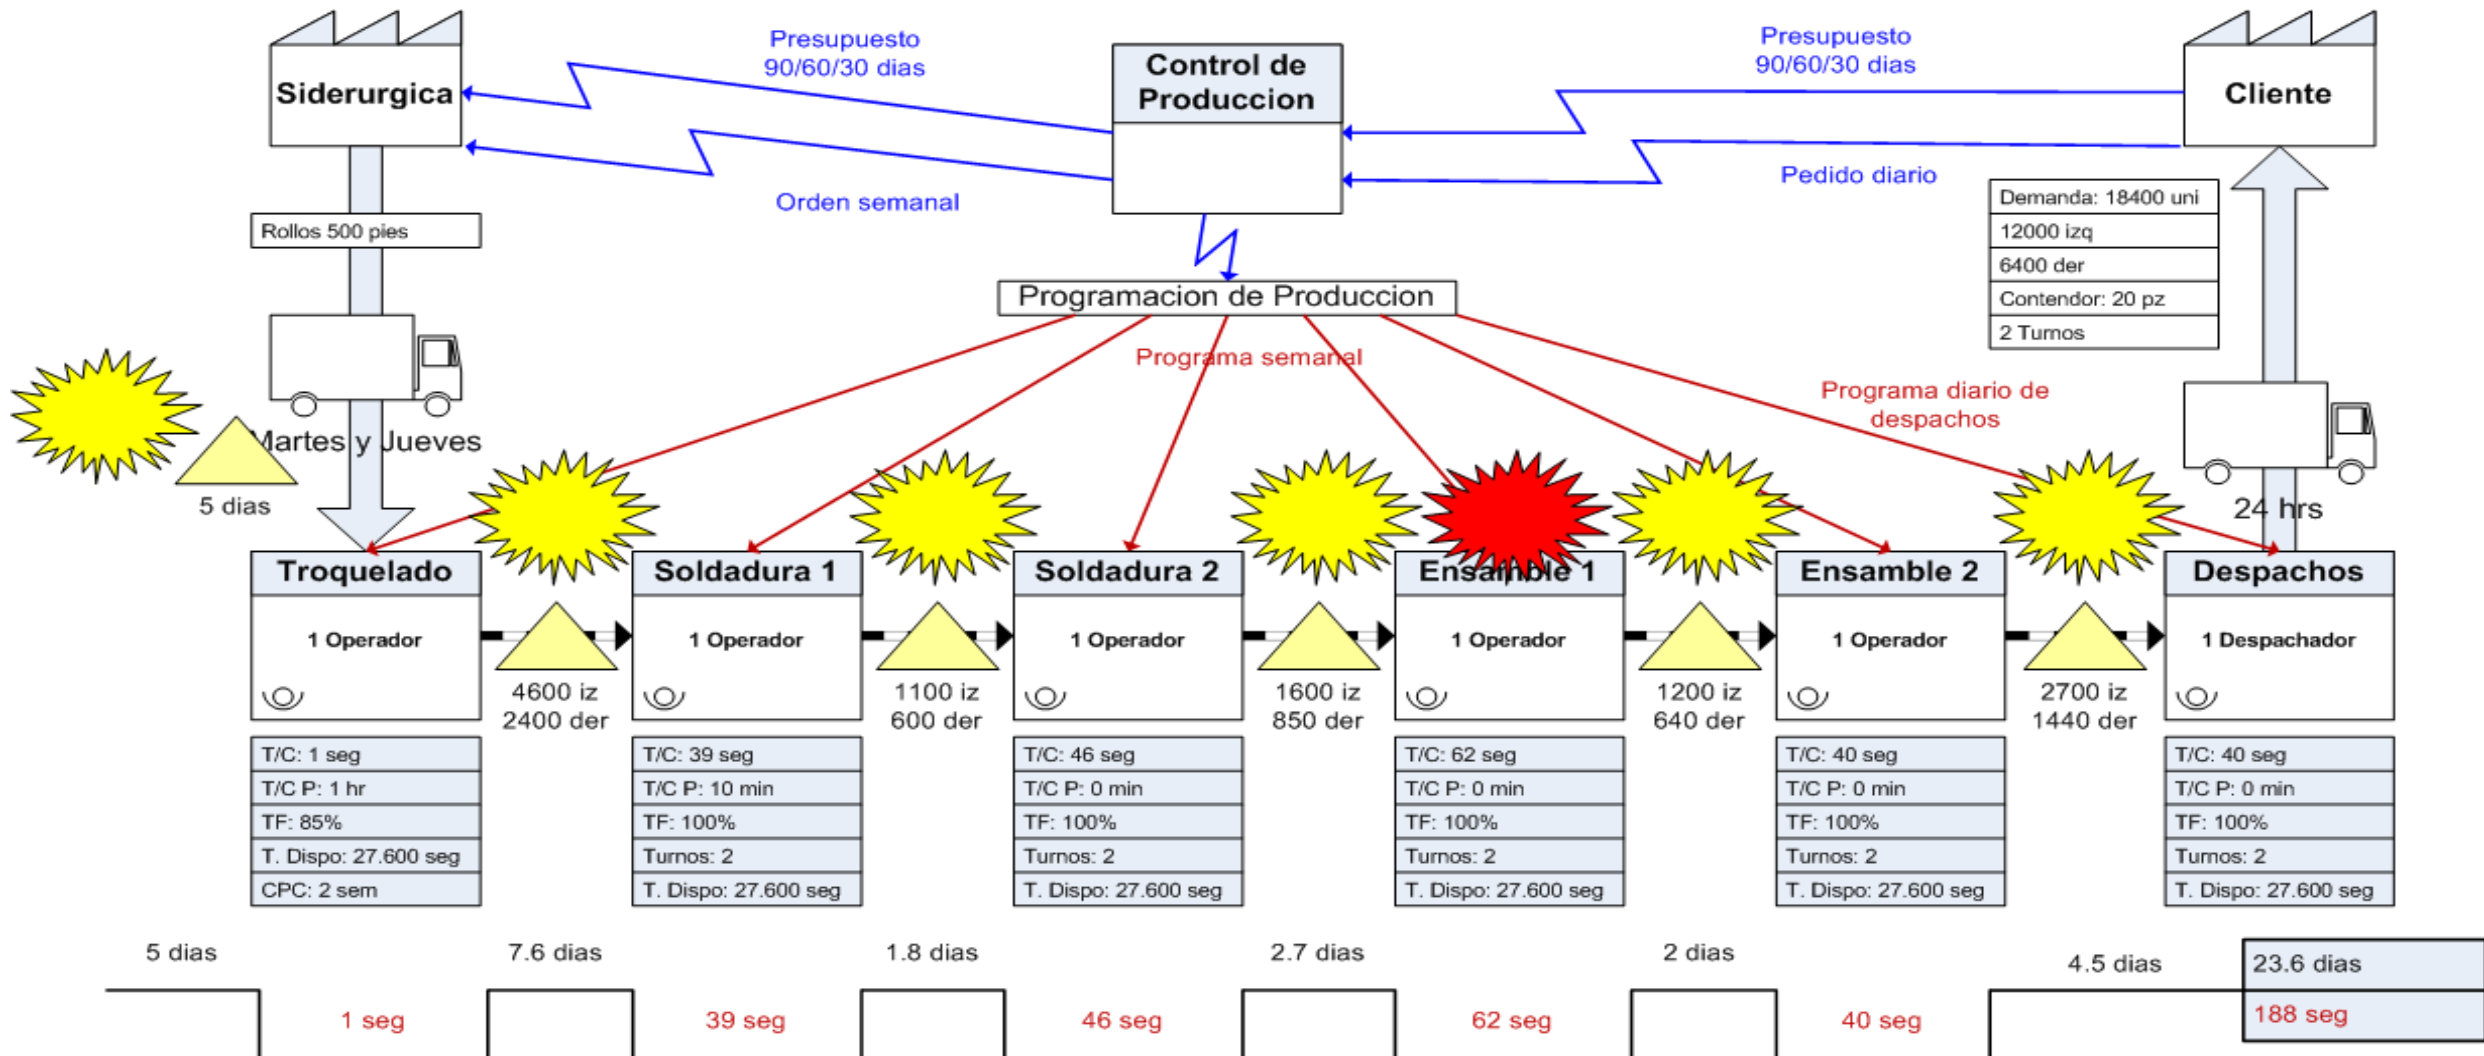 Siderurgica
Presupuesto
90/60/30 dias
Control de
Produccion
Presupuesto
90/60/30 dias
Cliente
Orden semanal
Pedido diario
Rollos 500 pies
Demanda: 18400 uni
12000 izq
6400 der
Contendor: 20 pz
2 Turnos
Programacion de Produccion
Programa semanal
Programa diario de
despachos
Martes y Jueves
5 dias
24 hrs
Troquelado
1 Operador
4600 iz
2400 der
Soldadura 1
1 Operador
1100 iz
600 der
Soldadura 2
1 Operador
1600 iz
850 der
Ensamble 1
1 Operador
1200 iz
640 der
Ensamble 2
1 Operador
2700 iz
1440 der
Despachos
1 Despachador
T/C: 1 seg
T/C P: 1 hr
TF: 85%
T. Dispo: 27.600 seg
CPC: 2 sem
T/C: 39 seg
T/C P: 10 min
TF: 100%
Turnos: 2
T. Dispo: 27.600 seg
T/C: 46 seg
T/C P: 0 min
TF: 100%
Turnos: 2
T. Dispo: 27.600 seg
T/C: 62 seg
T/C P: 0 min
TF: 100%
Turnos: 2
T. Dispo: 27.600 seg
T/C: 40 seg
T/C P: 0 min
TF: 100%
Turnos: 2
T. Dispo: 27.600 seg
T/C: 40 seg
T/C P: 0 min
TF: 100%
Turnos: 2
T. Dispo: 27.600 seg
5 dias
7.6 dias
1.8 dias
2.7 dias
2 dias
4.5 dias
23.6 dias
1 seg
39 seg
46 seg
62 seg
40 seg
188 seg